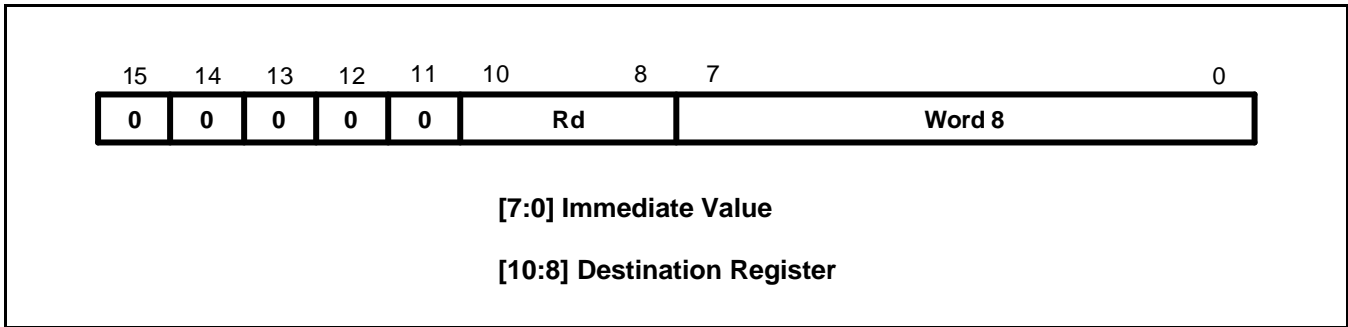 15 14 13 12 11 10 8 7 0
0 0 0 0 0 Rd Word 8
[7:0] Immediate Value
[10:8] Destination Register